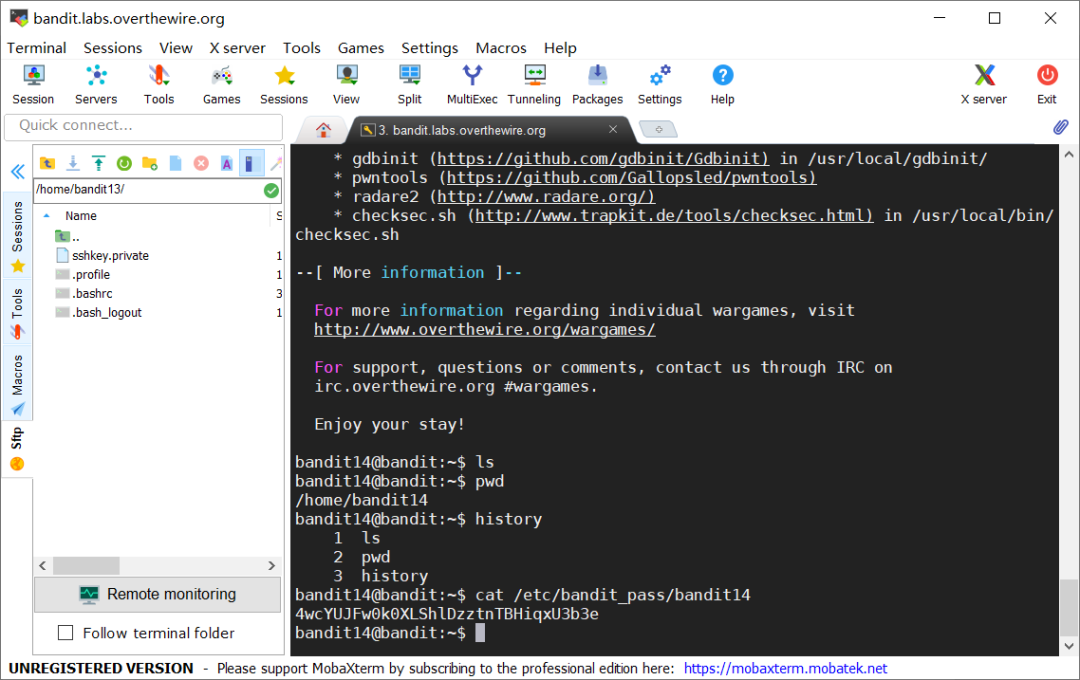 bandit.labs.overthewire.org
Terminal Sessions View X server Tools Games Settings Macros Help
Session Servers Tools Games Sessions View Split MultiExec Tunneling Packages Settings Help X server Exit
Quick connect...
3. bandit.labs.overthewire.org
/home/bandit13/
Name S
..
sshkey.private 1
.profile 1
.bashrc 3
.bash_logout 1
Sessions
Tools
Macros
Sftp
Remote monitoring
Follow terminal folder
* gdbinit (https://github.com/gdbinit/Gdbinit) in /usr/local/gdbinit/
* pwntools (https://github.com/Gallopsled/pwntools)
* radare2 (http://www.radare.org/)
* checksec.sh (http://www.trapkit.de/tools/checksec.html) in /usr/local/bin/
checksec.sh
--[ More information ]--
For more information regarding individual wargames, visit
http://www.overthewire.org/wargames/
For support, questions or comments, contact us through IRC on
irc.overthewire.org #wargames.
Enjoy your stay!
bandit14@bandit:~$ ls
bandit14@bandit:~$ pwd
/home/bandit14
bandit14@bandit:~$ history
1 ls
2 pwd
3 history
bandit14@bandit:~$ cat /etc/bandit_pass/bandit14
4wcYUJFw0k0XLShlDzztnTBHiqxU3b3e
bandit14@bandit:~$
UNREGISTERED VERSION - Please support MobaXterm by subscribing to the professional edition here: https://mobaxterm.mobatek.net